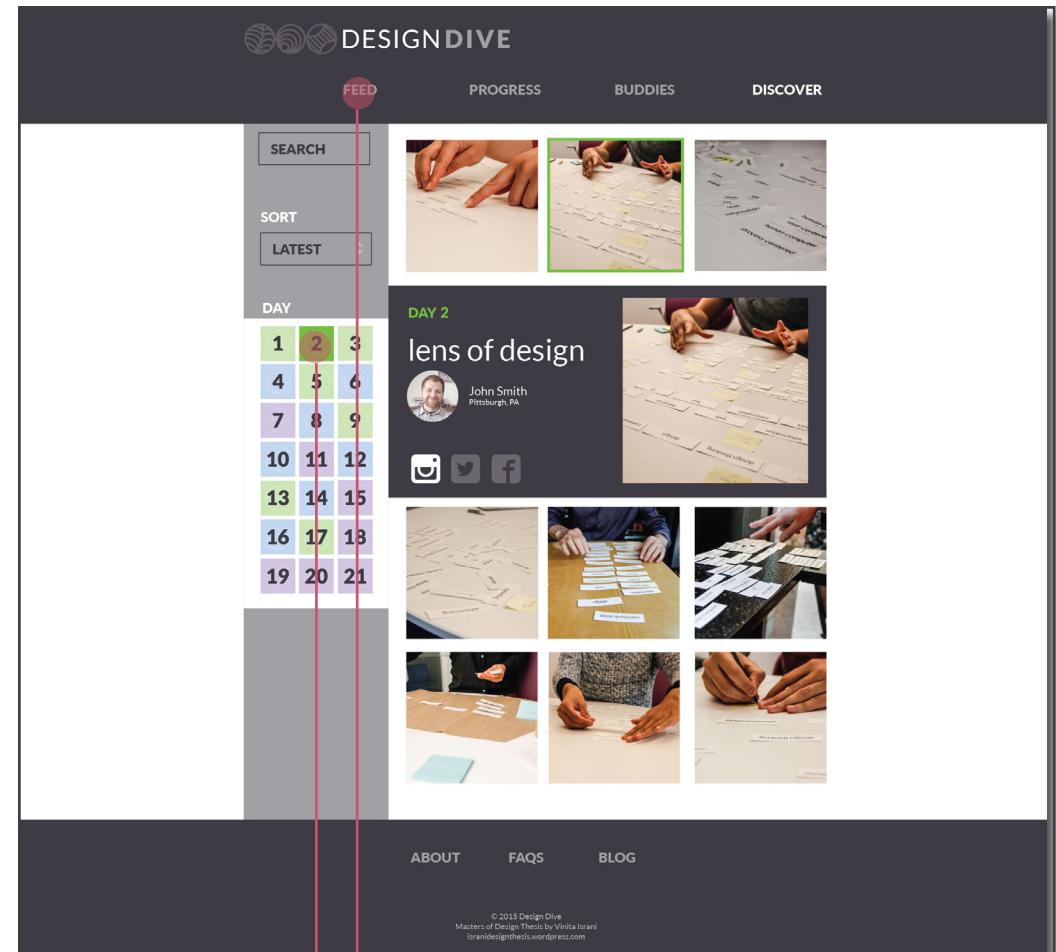 DESIGNDIVE
FEED PROGRESS BUDDIES DISCOVER
SEARCH
SORT
LATEST
DAY
1 2 3
4 5 6
7 8 9
10 11 12
13 14 15
16 17 18
19 20 21
DAY 2
lens of design
John Smith
Pittsburgh, PA
ABOUT FAQS BLOG
© 2015 Design Dive
Masters of Design Thesis by Vinita Israni
isranidesignthesis.wordpress.com